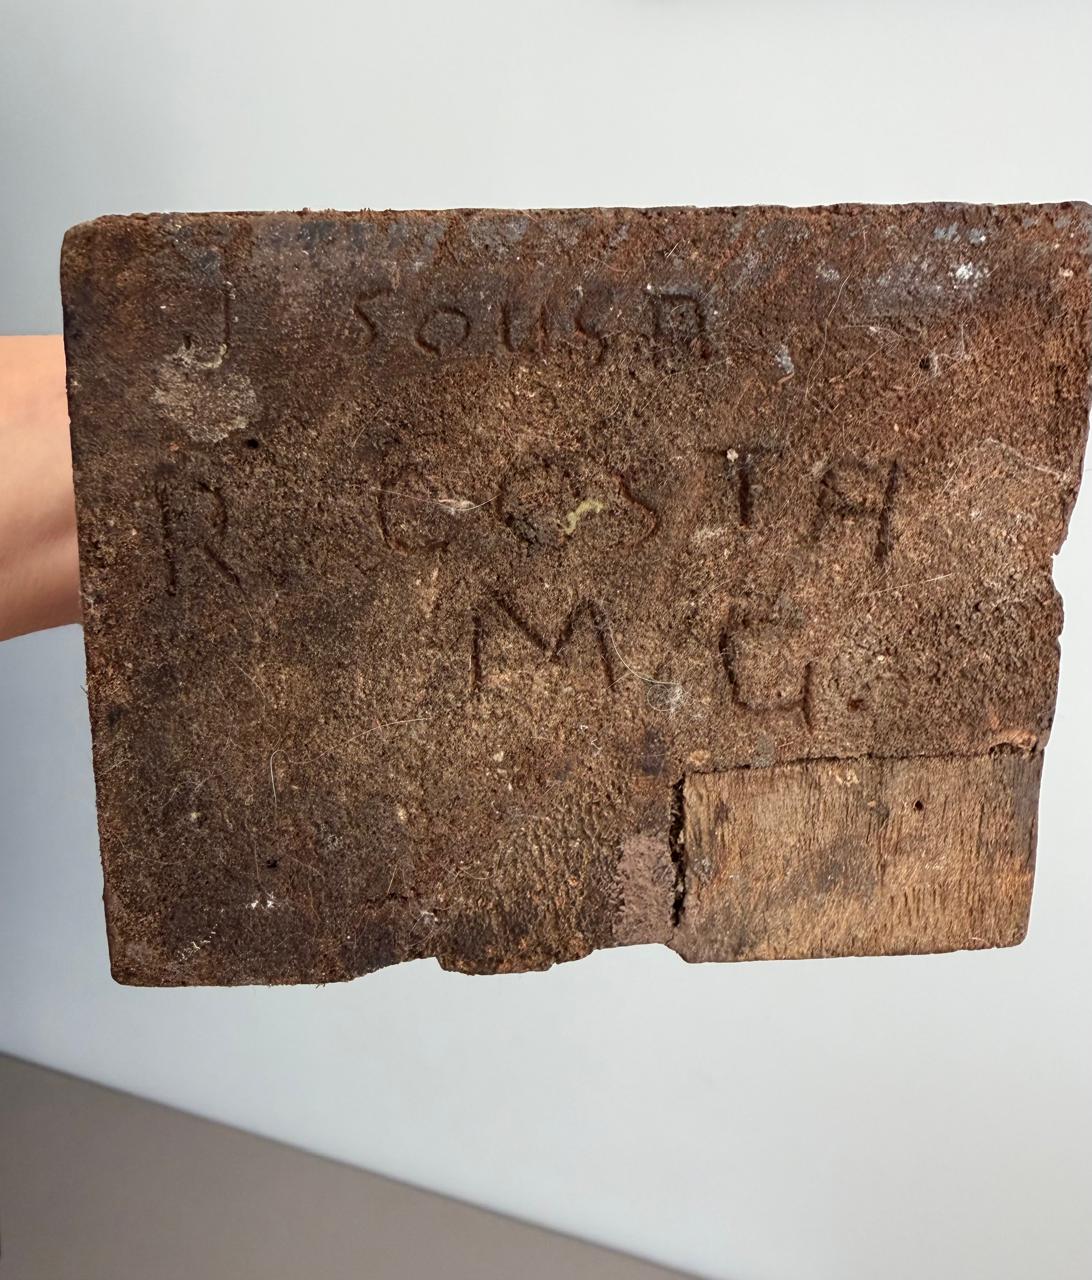 J SOUSA
R COSTA
M. G.